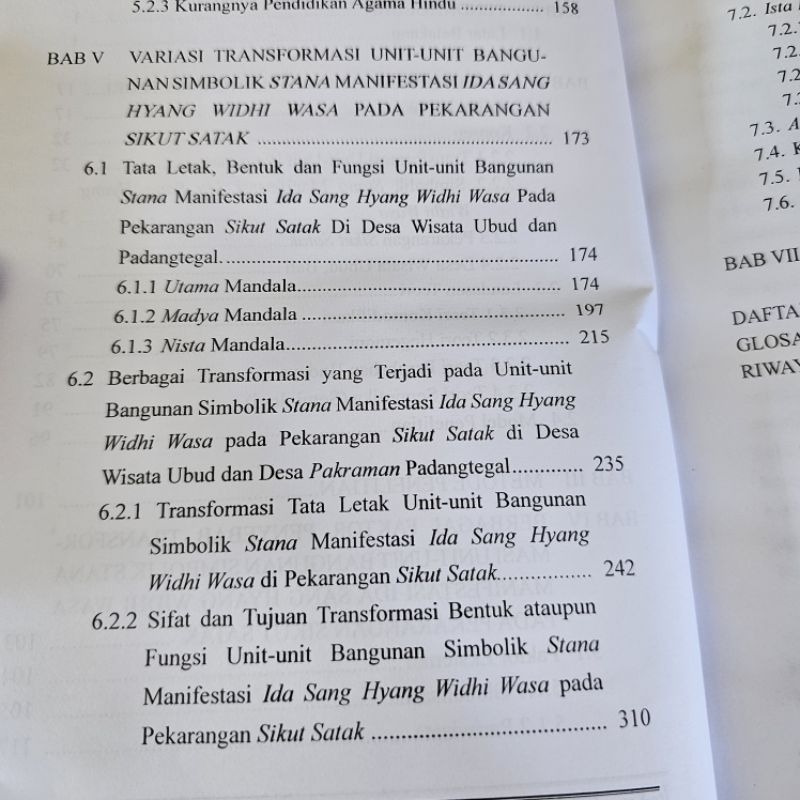 5.2.3 Kurangnya Pendidikan Agama Hindu .................. 158
BAB V VARIASI TRANSFORMASI UNIT-UNIT BANGU-
NAN SIMBOLIK STANA MANIFESTASI IDA SANG
HYANG WIDHI WASA PADA PEKARANGAN
SIKUT SATAK ........................................................ 173
6.1 Tata Letak, Bentuk dan Fungsi Unit-unit Bangunan
Stana Manifestasi Ida Sang Hyang Widhi Wasa Pada
Pekarangan Sikut Satak Di Desa Wisata Ubud dan
Padangtegal. .............................................................. 174
6.1.1 Utama Mandala................................................. 174
6.1.2 Madya Mandala ................................................. 197
6.1.3 Nista Mandala.................................................... 215
6.2 Berbagai Transformasi yang Terjadi pada Unit-unit
Bangunan Simbolik Stana Manifestasi Ida Sang Hyang
Widhi Wasa pada Pekarangan Sikut Satak di Desa
Wisata Ubud dan Desa Pakraman Padangtegal............. 235
6.2.1 Transformasi Tata Letak Unit-unit Bangunan
Simbolik Stana Manifestasi Ida Sang Hyang
Widhi Wasa di Pekarangan Sikut Satak................. 242
6.2.2 Sifat dan Tujuan Transformasi Bentuk ataupun
Fungsi Unit-unit Bangunan Simbolik Stana
Manifestasi Ida Sang Hyang Widhi Wasa pada
Pekarangan Sikut Satak ........................................ 310
7.2. Ista
7.3.
7.4.
7.5.
7.6.
BAB VII